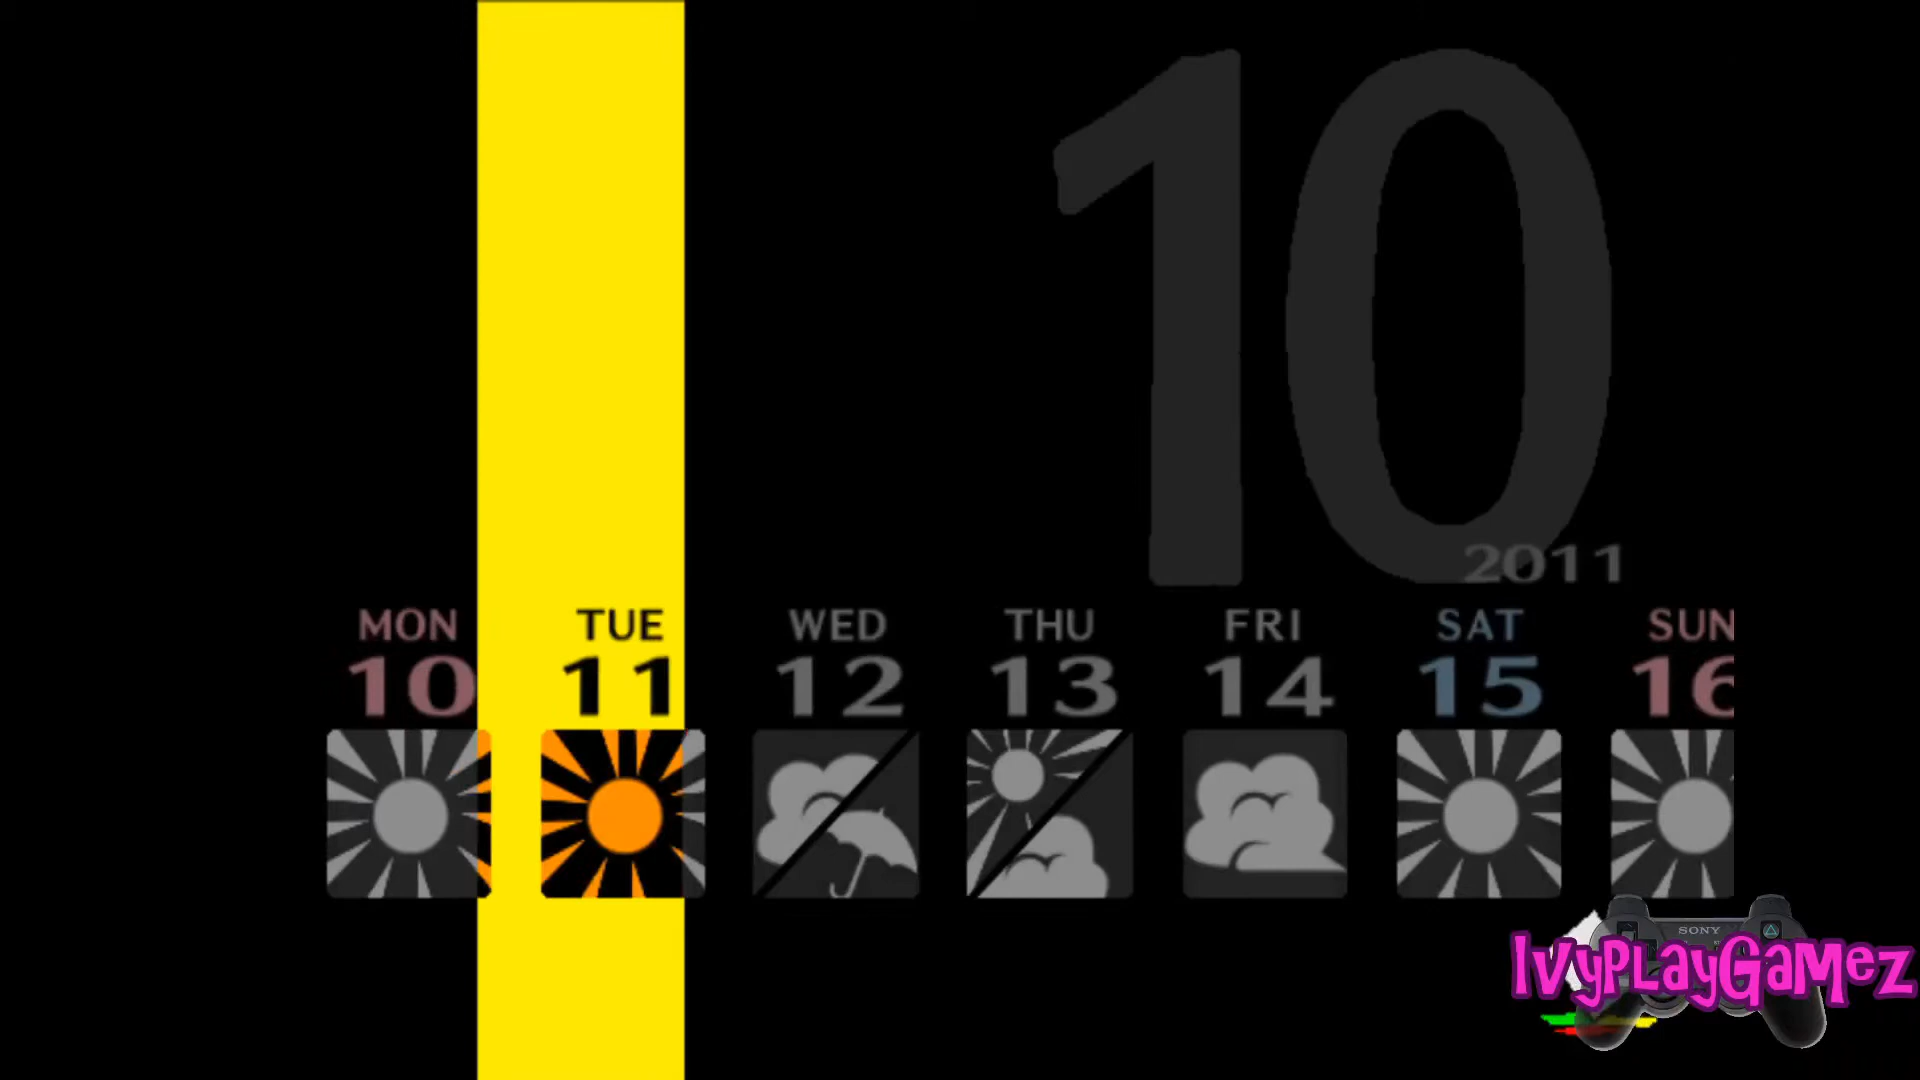 10
2011
MON TUE WED THU FRI SAT SUN
10 11 12 13 14 15 16
SONY
IvyPlayGamez